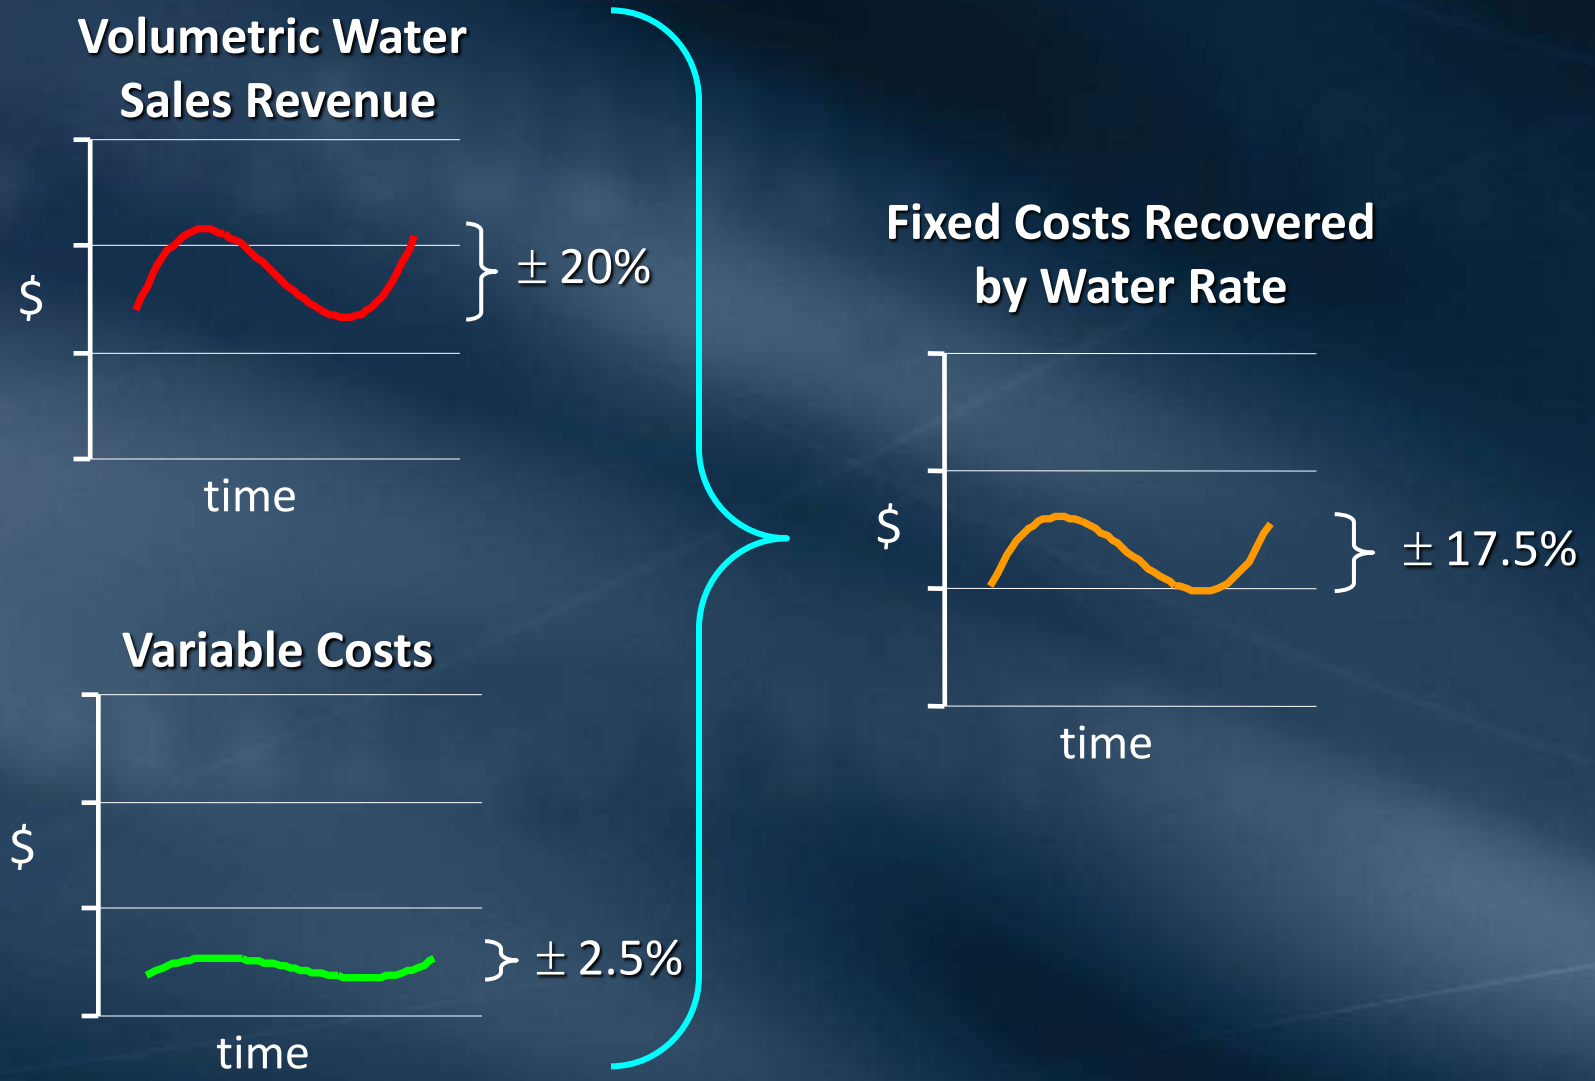 Volumetric Water
Sales Revenue
$
± 20%
time
Variable Costs
$
± 2.5%
time
Fixed Costs Recovered
by Water Rate
$
± 17.5%
time